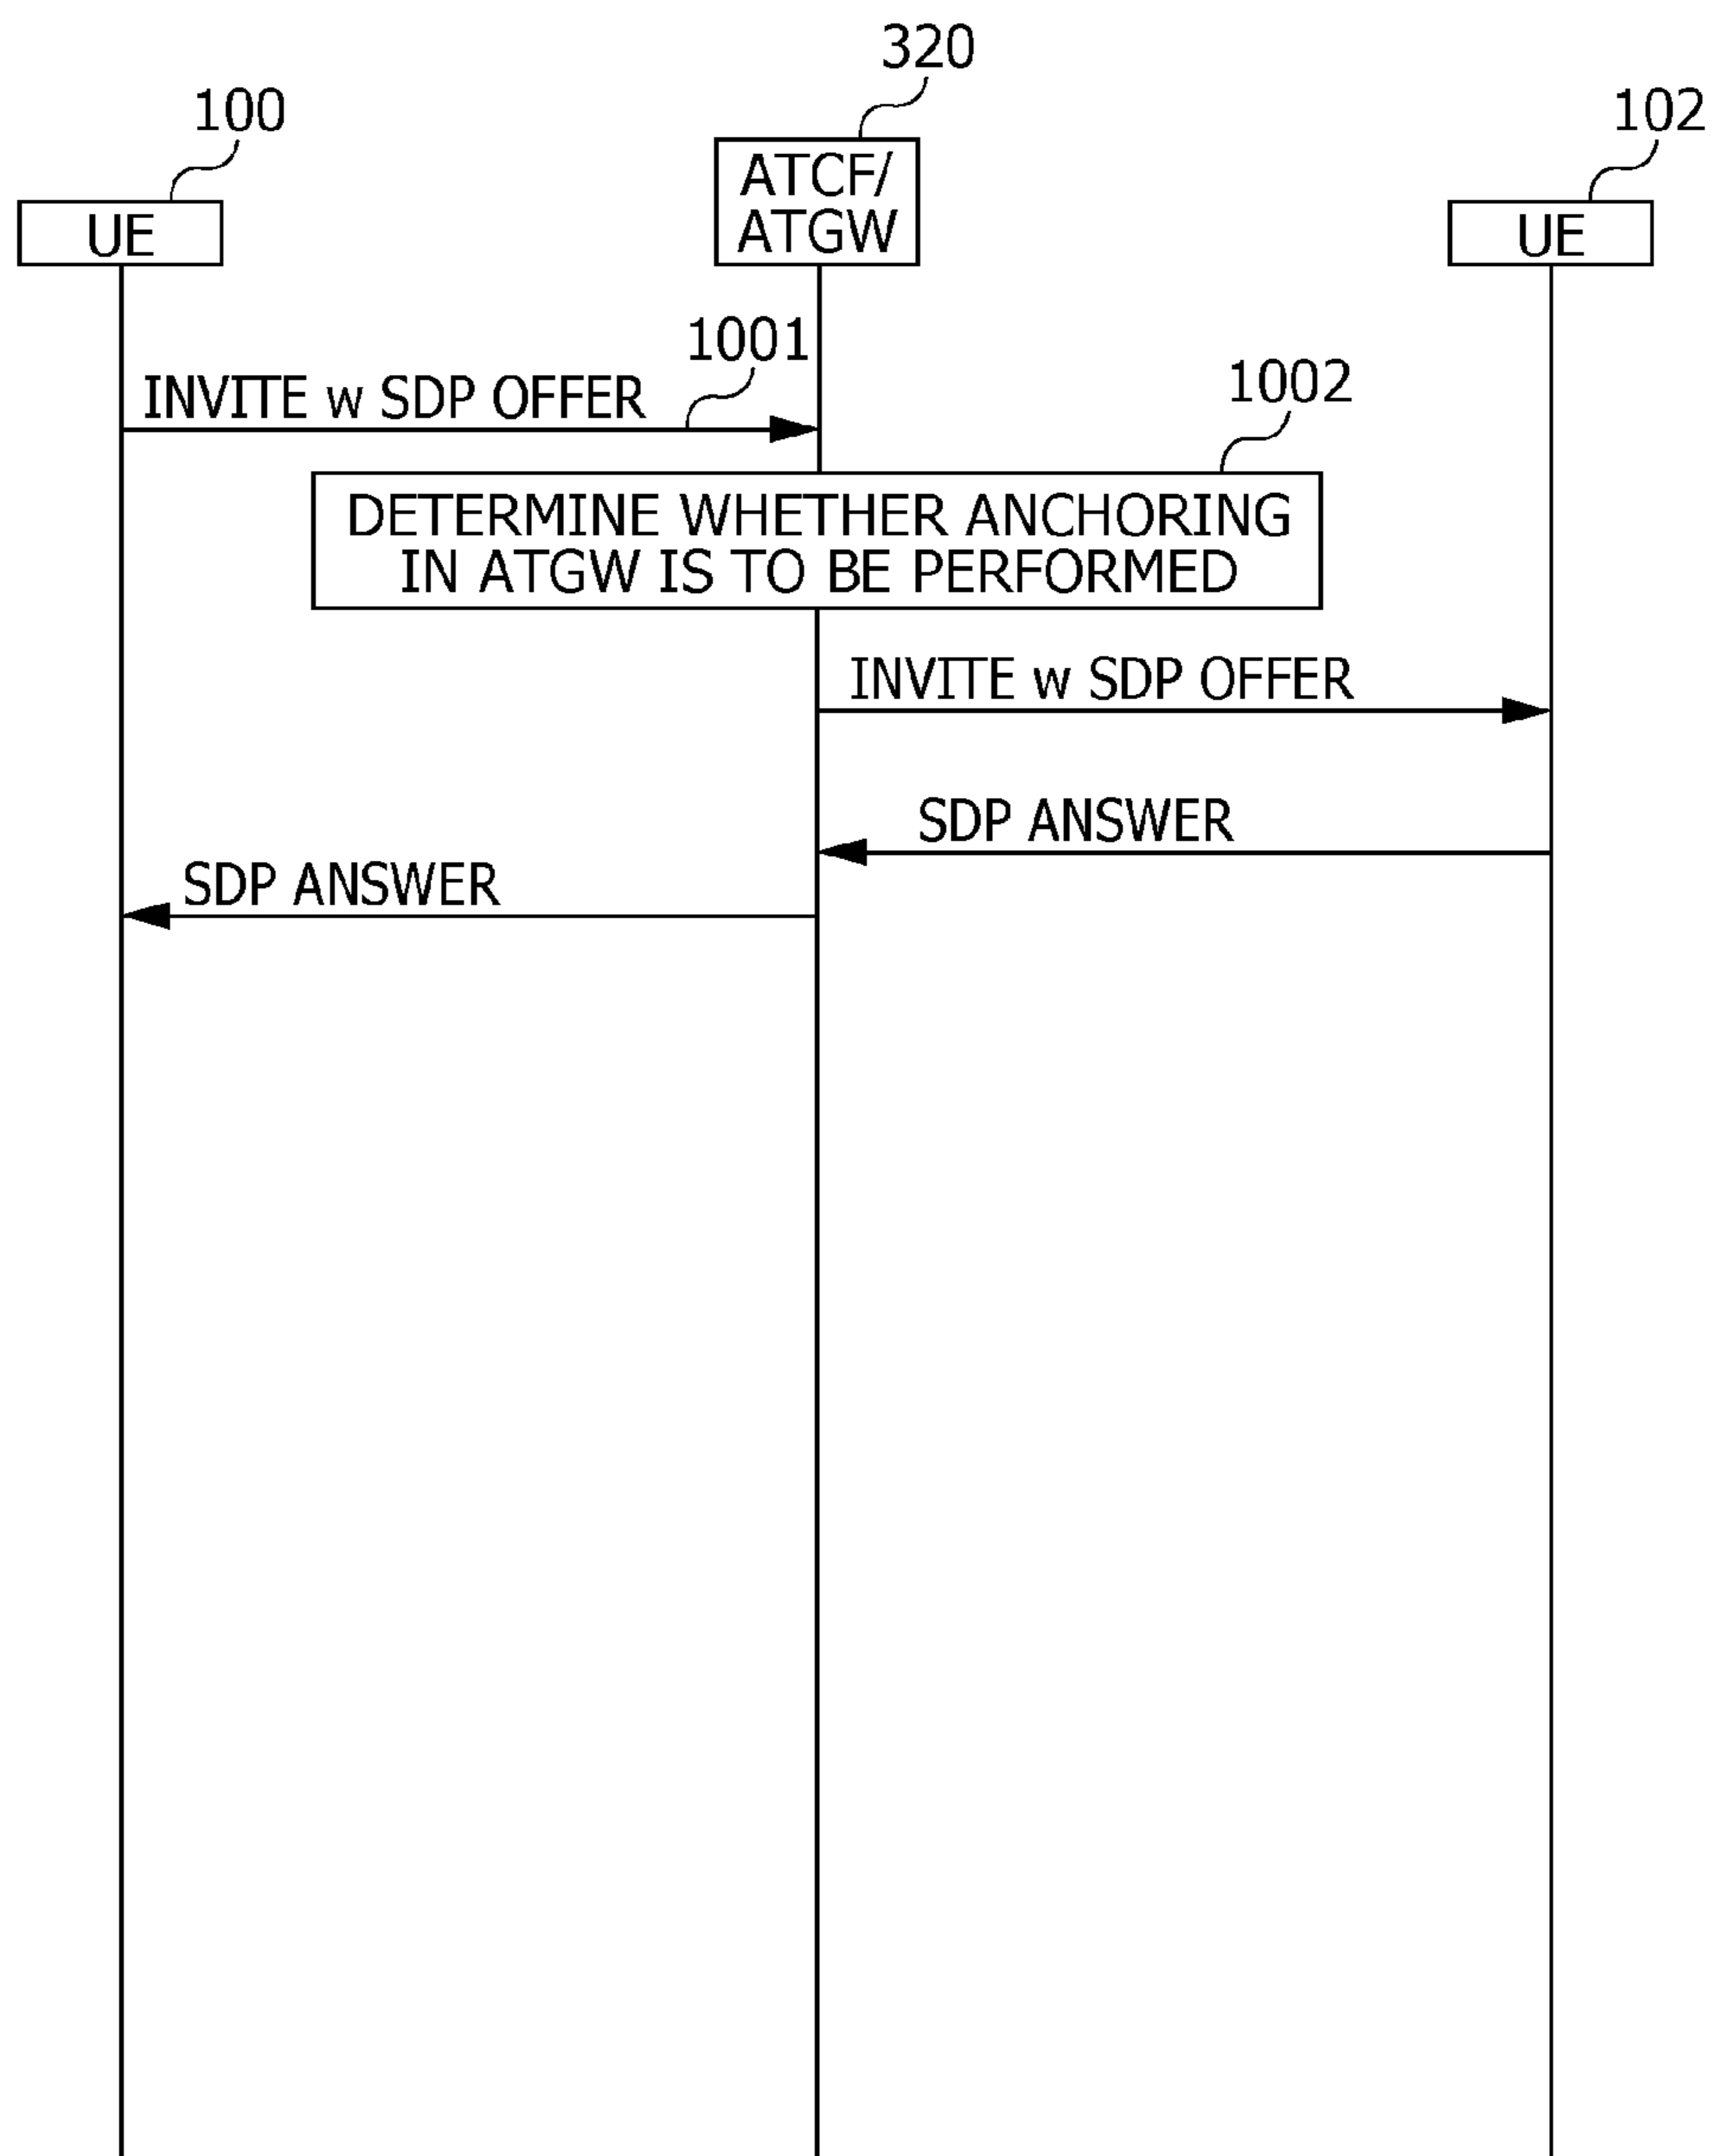 320
100
102
ATCF/
ATGW
UE
UE
1001
INVITE w SDP OFFER
1002
DETERMINE WHETHER ANCHORING
IN ATGW IS TO BE PERFORMED
INVITE w SDP OFFER
SDP ANSWER
SDP ANSWER